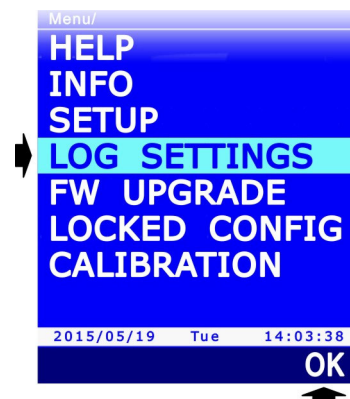 Menu/
HELP
INFO
SETUP
LOG SETTINGS
FW UPGRADE
LOCKED CONFIG
CALIBRATION
2015/05/19 Tue 14:03:38
OK